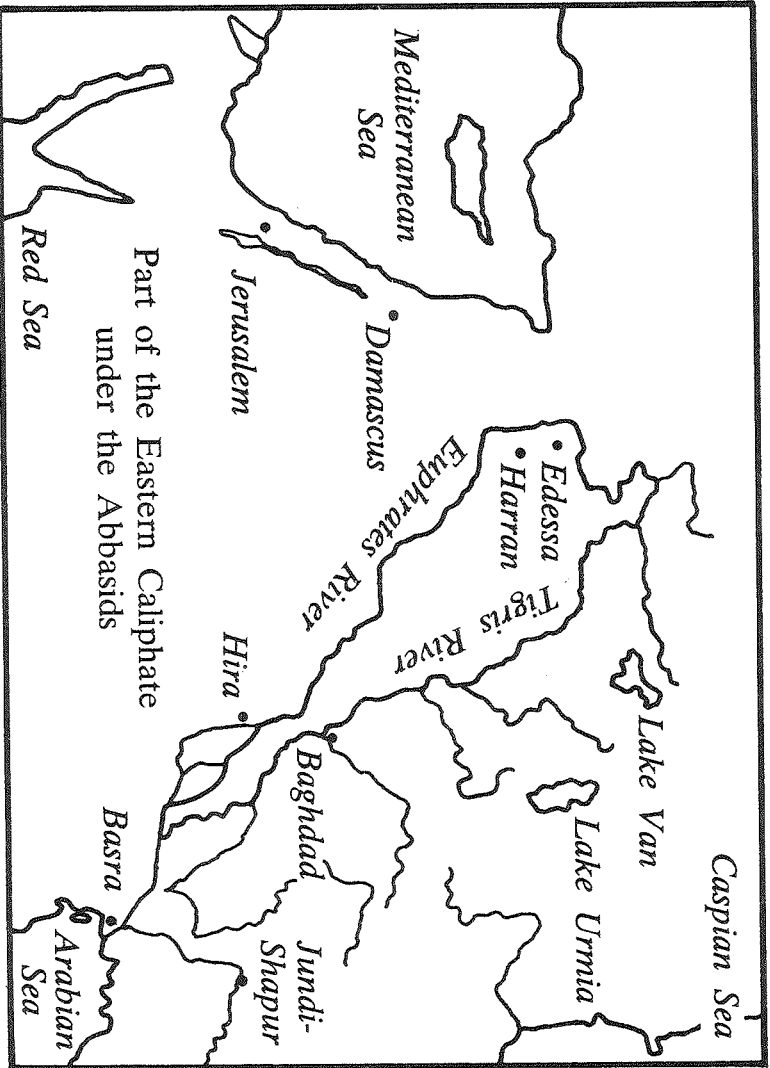 Caspian Sea
Lake Van
Lake Urmia
Edessa
Harran
Tigris River
Euphrates River
Mediterranean
Sea
Damascus
Baghdad
Jundi-
Shapur
Jerusalem
Hira
Part of the Eastern Caliphate
under the Abbasids
Basra
Arabian
Sea
Red Sea